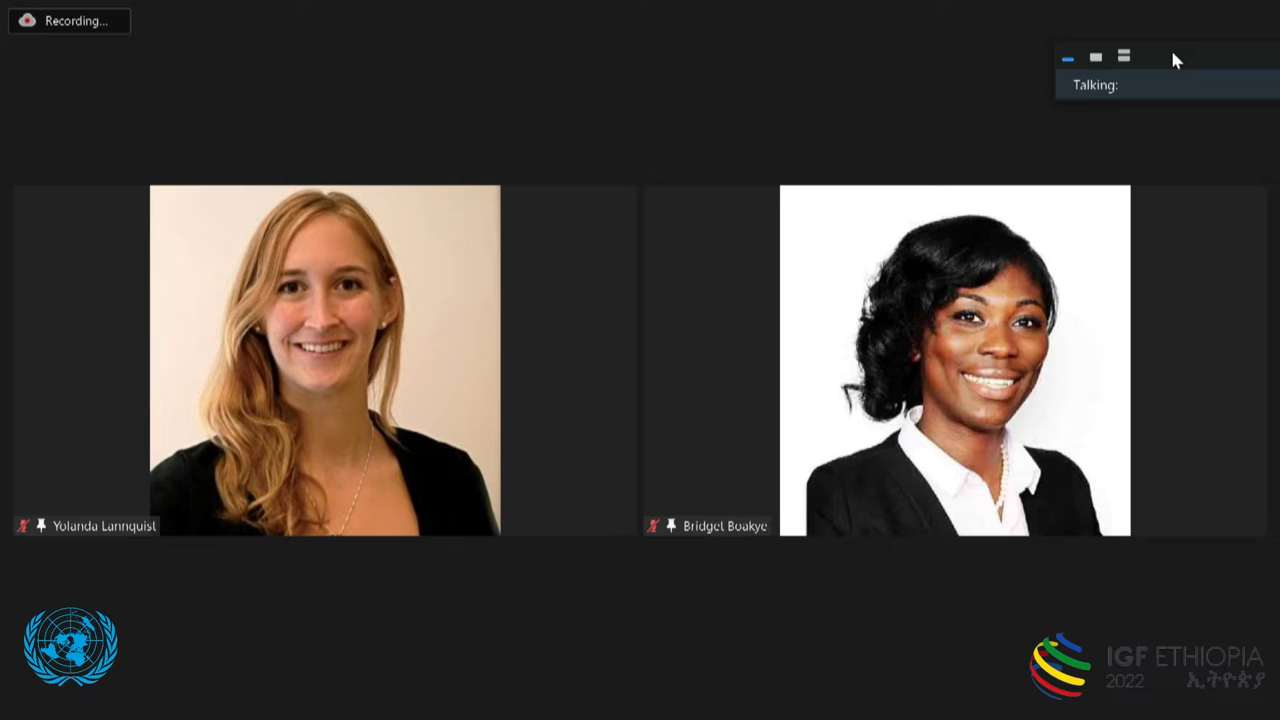 Recording...
Talking:
Yolanda Lannquist
Bridget Boakye
IGF ETHIOPIA
2022 ኢትዮጵያ